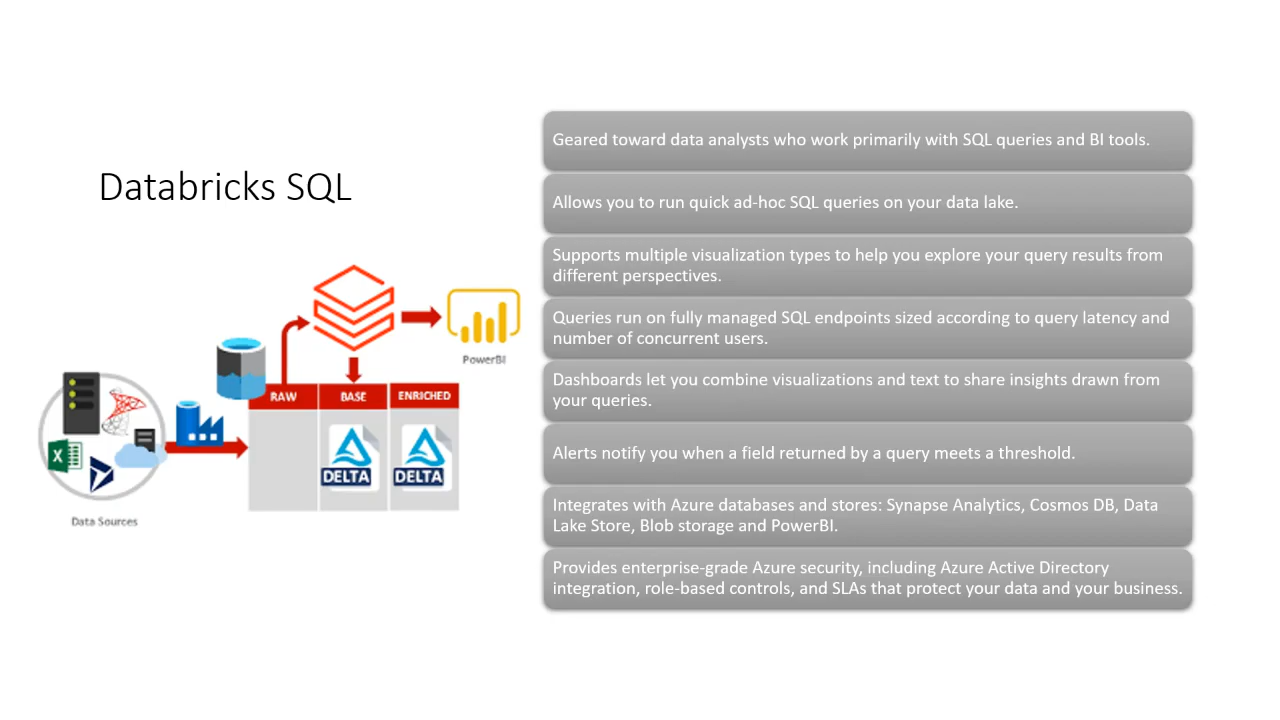 Databricks SQL
Geared toward data analysts who work primarily with SQL queries and BI tools.
Allows you to run quick ad-hoc SQL queries on your data lake.
Supports multiple visualization types to help you explore your query results from
different perspectives.
Queries run on fully managed SQL endpoints sized according to query latency and
number of concurrent users.
Dashboards let you combine visualizations and text to share insights drawn from
your queries.
Alerts notify you when a field returned by a query meets a threshold.
Integrates with Azure databases and stores: Synapse Analytics, Cosmos DB, Data
Lake Store, Blob storage and PowerBI.
Provides enterprise-grade Azure security, including Azure Active Directory
integration, role-based controls, and SLAs that protect your data and your business.
PowerBI
RAW
BASE
ENRICHED
DELTA
DELTA
X
Data Sources